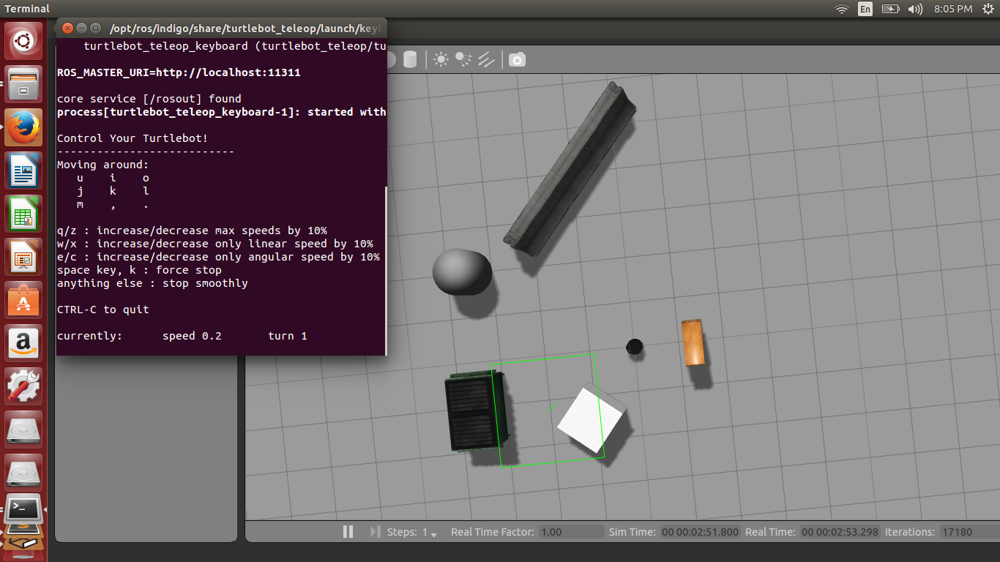 Terminal
En
8:05 PM
/opt/ros/indigo/share/turtlebot_teleop/launch/keyb
turtlebot_teleop_keyboard (turtlebot_teleop/tu
ROS_MASTER_URI=http://localhost:11311
core service [/rosout] found
process[turtlebot_teleop_keyboard-1]: started with
Control Your Turtlebot!
---------------------------
Moving around:
u i o
j k l
m , .
q/z : increase/decrease max speeds by 10%
w/x : increase/decrease only linear speed by 10%
e/c : increase/decrease only angular speed by 10%
space key, k : force stop
anything else : stop smoothly
CTRL-C to quit
currently: speed 0.2 turn 1
Steps: 1
Real Time Factor: 1.00
Sim Time: 00 00:02:51.800
Real Time: 00 00:02:53.298
Iterations: 17180